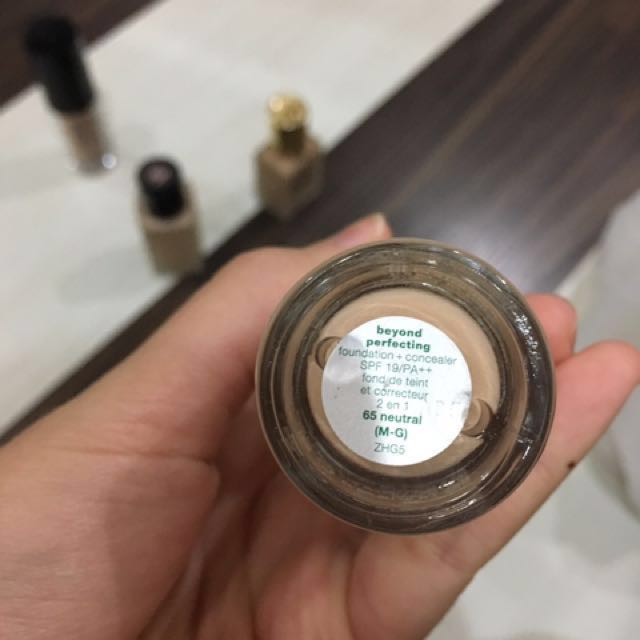 beyond
perfecting
foundation + concealer
SPF 19/PA++
fond de teint
et correcteur
2 en 1
65 neutral
(M-G)
ZHG5